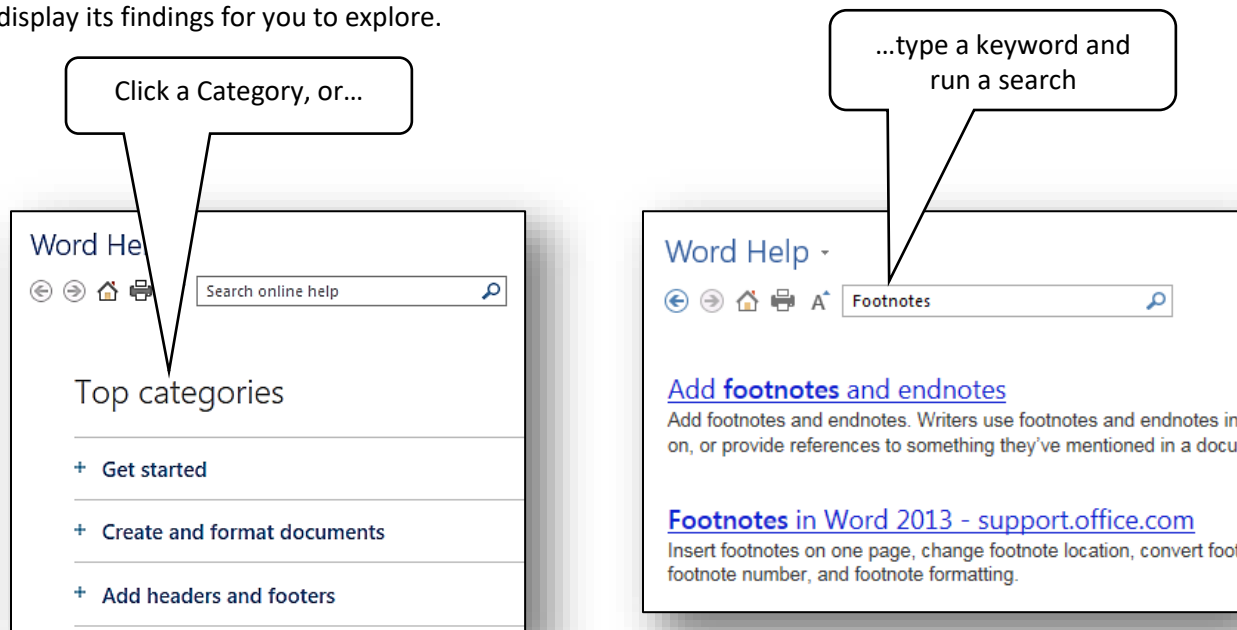 display its findings for you to explore.
Click a Category, or…
…type a keyword and
run a search
Word He
Search online help
Top categories
+ Get started
+ Create and format documents
+ Add headers and footers
Word Help
A
Footnotes
Add footnotes and endnotes
Add footnotes and endnotes. Writers use footnotes and endnotes in
on, or provide references to something they've mentioned in a docu
Footnotes in Word 2013 - support.office.com
Insert footnotes on one page, change footnote location, convert foot
footnote number, and footnote formatting.